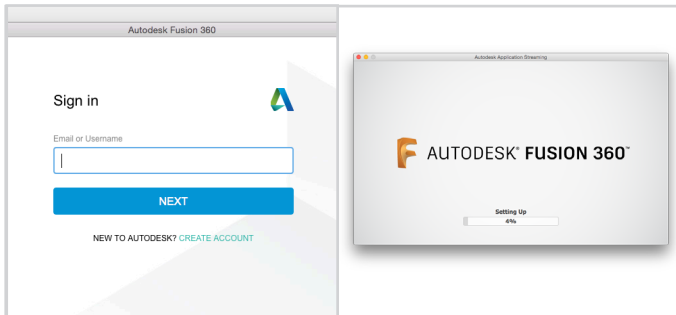 Autodesk Fusion 360
Sign in
Email or Username
NEXT
NEW TO AUTODESK? CREATE ACCOUNT
Autodesk Application Streaming
F AUTODESK® FUSION 360™
Setting Up
4%